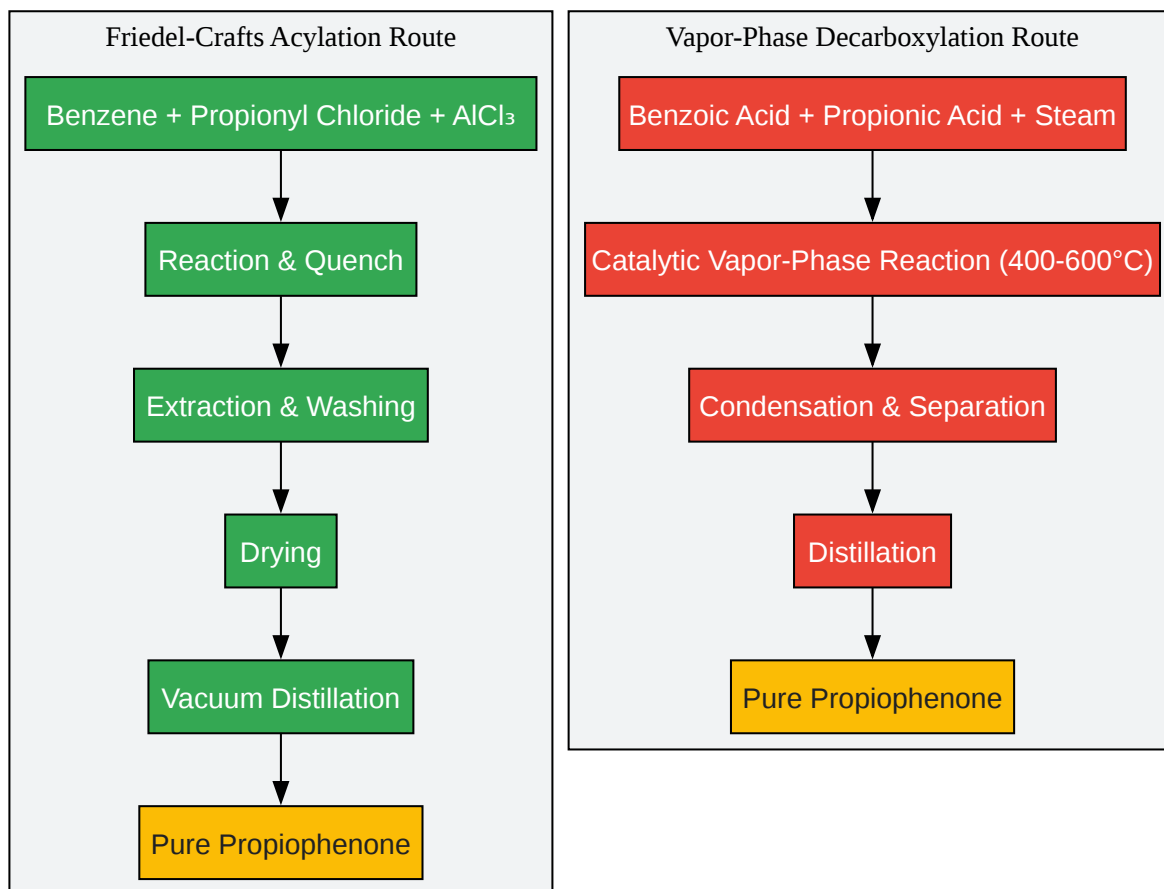 Friedel-Crafts Acylation Route
Benzene + Propionyl Chloride + AlCl₃
Reaction & Quench
Extraction & Washing
Drying
Vacuum Distillation
Pure Propiophenone
Vapor-Phase Decarboxylation Route
Benzoic Acid + Propionic Acid + Steam
Catalytic Vapor-Phase Reaction (400-600°C)
Condensation & Separation
Distillation
Pure Propiophenone